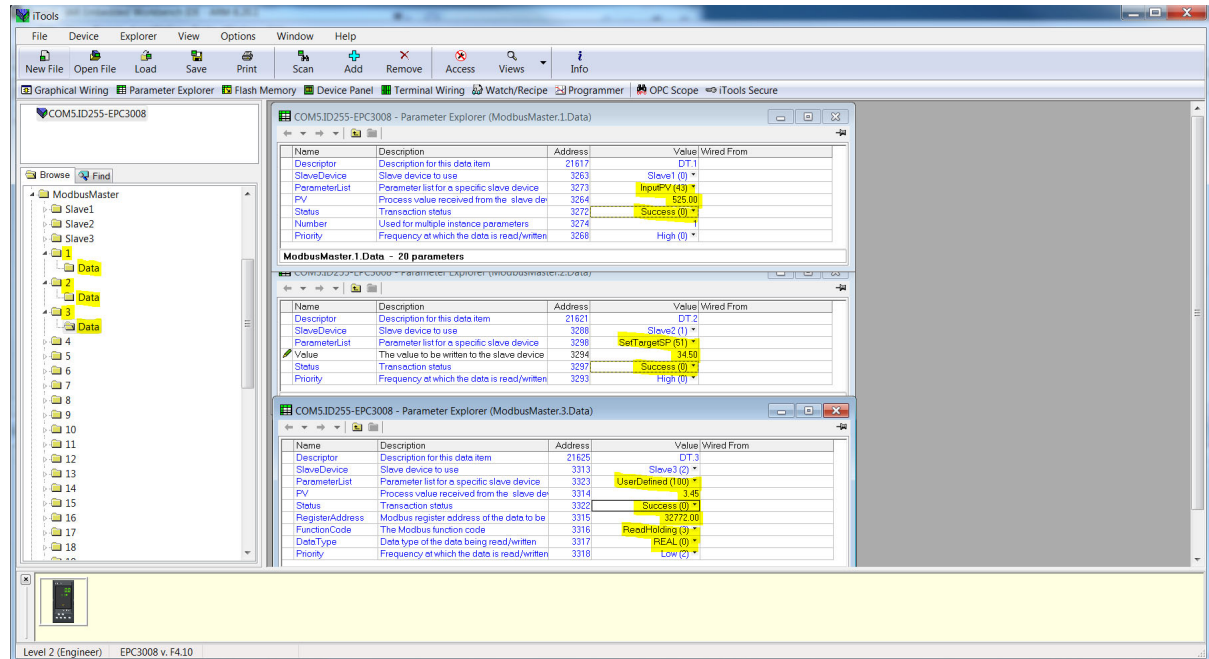 iTools
File Device Explorer View Options Window Help
New File Open File Load Save Print Scan Add Remove Access Views Info
Graphical Wiring Parameter Explorer Flash Memory Device Panel Terminal Wiring Watch/Recipe Programmer OPC Scope iTools Secure
COM5.ID255-EPC3008
Browse Find
ModbusMaster
Slave1
Slave2
Slave3
1
Data
2
Data
3
Data
4
5
6
7
8
9
10
11
12
13
14
15
16
17
18
COM5.ID255-EPC3008 - Parameter Explorer (ModbusMaster.1.Data)
Name Description Address Value Wired From
Descriptor Description for this data item 21617 DT.1
SlaveDevice Slave device to use 3263 Slave1 (0)
ParameterList Parameter list for a specific slave device 3273 InputPV (43)
PV Process value received from the slave dev 3264 525.00
Status Transaction status 3272 Success (0)
Number Used for multiple instance parameters 3274 1
Priority Frequency at which the data is read/written 3268 High (0)
ModbusMaster.1.Data - 20 parameters
COM5.ID255-EPC3008 - Parameter Explorer (ModbusMaster.2.Data)
Name Description Address Value Wired From
Descriptor Description for this data item 21621 DT.2
SlaveDevice Slave device to use 3288 Slave2 (1)
ParameterList Parameter list for a specific slave device 3298 SetTargetSP (51)
Value The value to be written to the slave device 3294 34.50
Status Transaction status 3297 Success (0)
Priority Frequency at which the data is read/written 3293 High (0)
COM5.ID255-EPC3008 - Parameter Explorer (ModbusMaster.3.Data)
Name Description Address Value Wired From
Descriptor Description for this data item 21625 DT.3
SlaveDevice Slave device to use 3313 Slave3 (2)
ParameterList Parameter list for a specific slave device 3323 UserDefined (100)
PV Process value received from the slave dev 3314 3.45
Status Transaction status 3322 Success (0)
RegisterAddress Modbus register address of the data to be 3315 32772.00
FunctionCode The Modbus function code 3316 ReadHolding (3)
DataType Data type of the data being read/written 3317 REAL (0)
Priority Frequency at which the data is read/written 3318 Low (2)
Level 2 (Engineer) EPC3008 v. F4.10